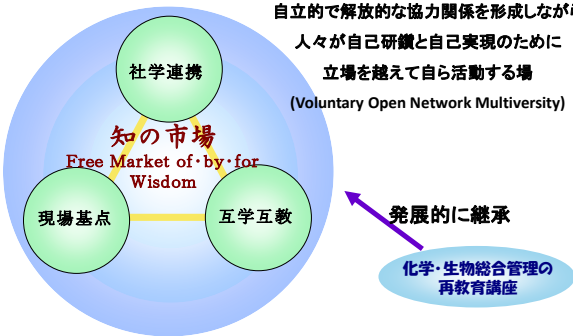 自立的で解放的な協力関係を形成しなが
人々が自己研鑽と自己実現のために
立場を越えて自ら活動する場
(Voluntary Open Network Multiversity)
社学連携
知の市場
Free Market of･by･for
Wisdom
現場基点
互学互教
発展的に継承
化学･生物総合管理の
再教育講座